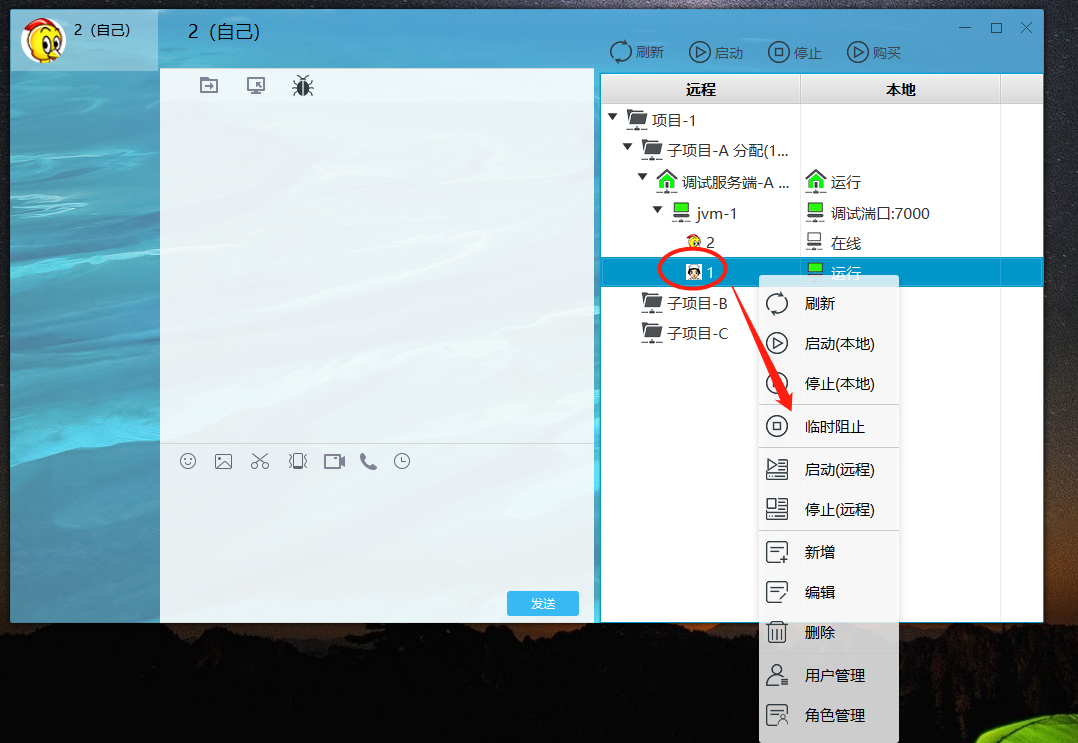 2（自己）
2（自己）
刷新 启动 停止 购买
远程 本地
项目-1
子项目-A 分配(1...
调试服务端-A ... 运行
jvm-1 调试端口:7000
2 在线
1 运行
子项目-B
子项目-C
刷新
启动(本地)
停止(本地)
临时阻止
启动(远程)
停止(远程)
新增
编辑
删除
用户管理
角色管理
发送